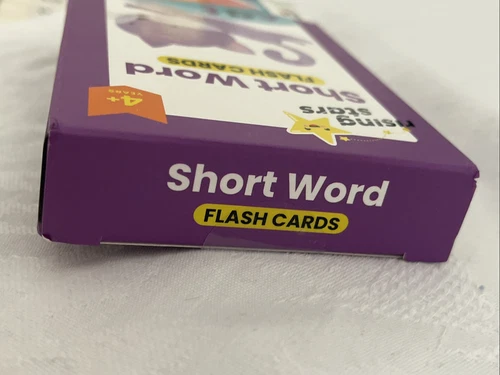 Short Word
FLASH CARDS
rising
stars
Short Word
FLASH CARDS
4+
YEARS